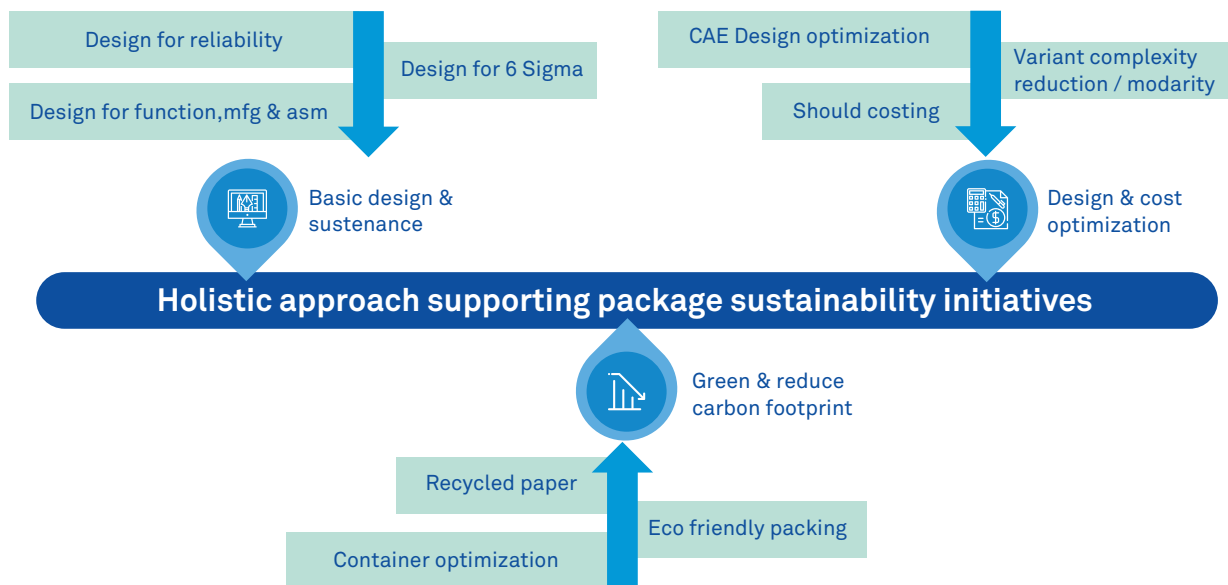 Design for reliability
Design for 6 Sigma
Design for function,mfg & asm
Basic design &
sustenance
CAE Design optimization
Variant complexity
reduction / modarity
Should costing
Design & cost
optimization
Holistic approach supporting package sustainability initiatives
Green & reduce
carbon footprint
Recycled paper
Eco friendly packing
Container optimization